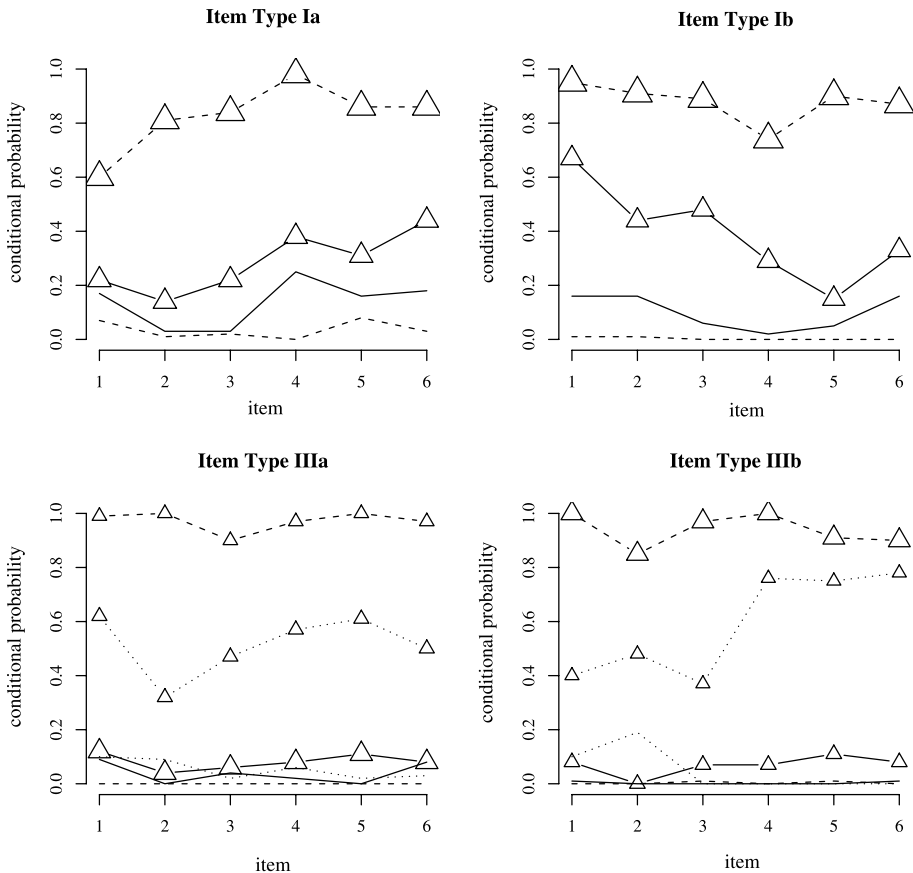 Item Type Ia
conditional probability
1.0
0.8
0.6
0.4
0.2
0.0
1 2 3 4 5 6
item
Item Type Ib
conditional probability
1.0
0.8
0.6
0.4
0.2
0.0
1 2 3 4 5 6
item
Item Type IIIa
conditional probability
1.0
0.8
0.6
0.4
0.2
0.0
1 2 3 4 5 6
item
Item Type IIIb
conditional probability
1.0
0.8
0.6
0.4
0.2
0.0
1 2 3 4 5 6
item